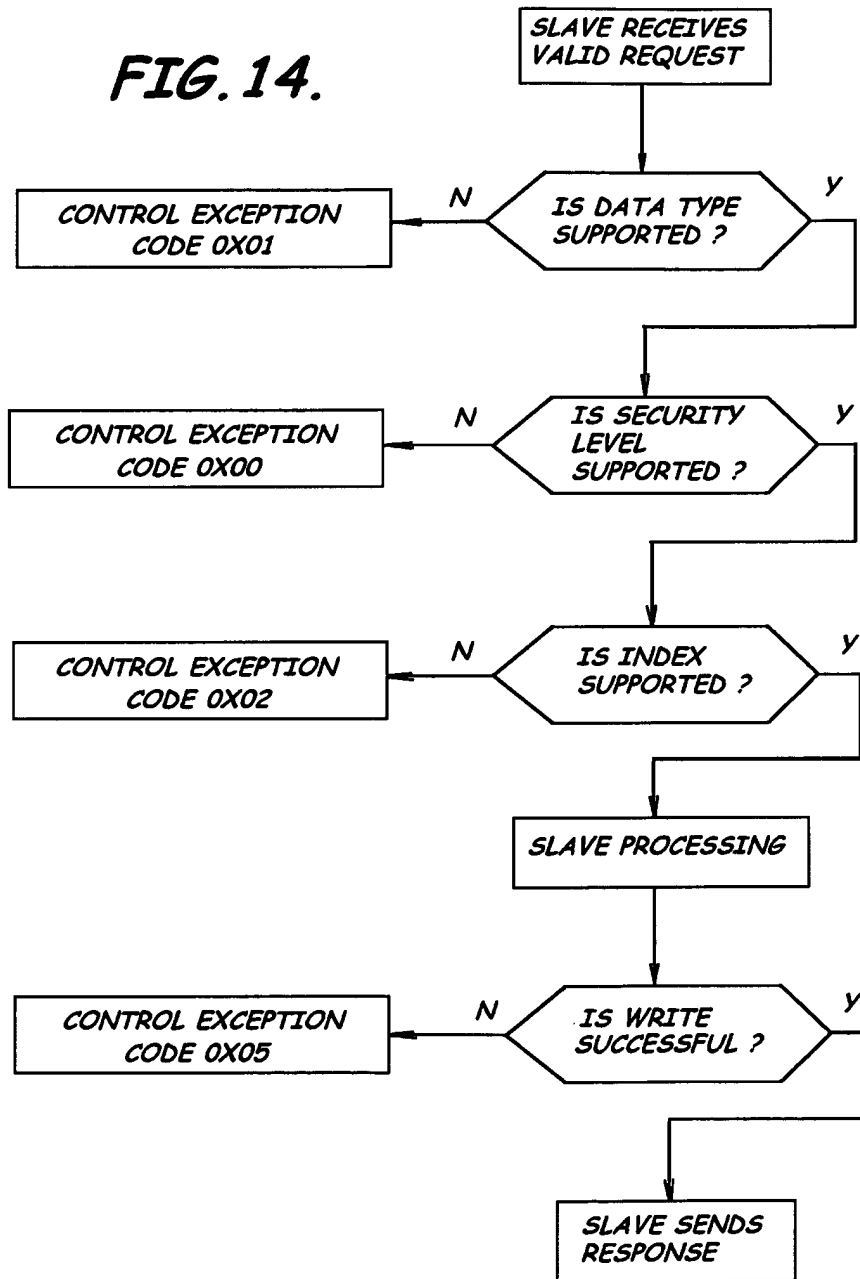 FIG. 14.
SLAVE RECEIVES
VALID REQUEST
IS DATA TYPE
SUPPORTED ?
Y
N
CONTROL EXCEPTION
CODE 0X01
IS SECURITY
LEVEL
SUPPORTED ?
Y
N
CONTROL EXCEPTION
CODE 0X00
IS INDEX
SUPPORTED ?
Y
N
CONTROL EXCEPTION
CODE 0X02
SLAVE PROCESSING
IS WRITE
SUCCESSFUL ?
Y
N
CONTROL EXCEPTION
CODE 0X05
SLAVE SENDS
RESPONSE